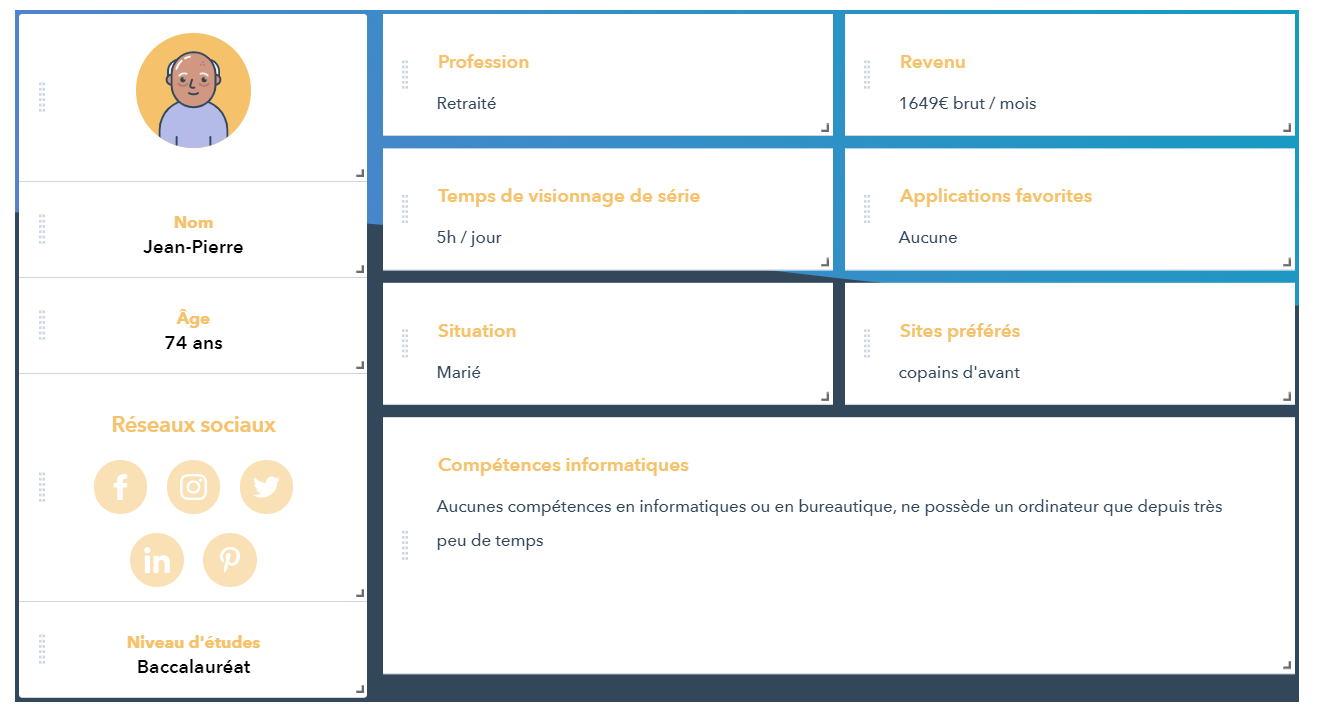 Nom
Jean-Pierre
Âge
74 ans
Réseaux sociaux
Niveau d'études
Baccalauréat
Profession
Retraité
Revenu
1649€ brut / mois
Temps de visionnage de série
5h / jour
Applications favorites
Aucune
Situation
Marié
Sites préférés
copains d'avant
Compétences informatiques
Aucunes compétences en informatiques ou en bureautique, ne possède un ordinateur que depuis très
peu de temps